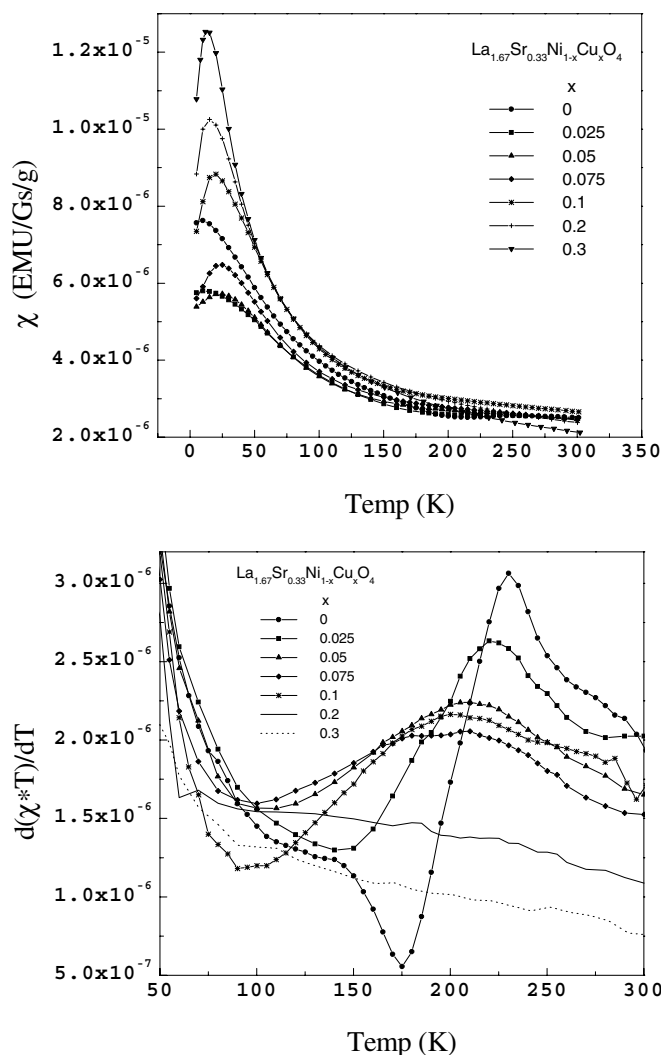 1.2x10⁻⁵
1.0x10⁻⁵
8.0x10⁻⁶
6.0x10⁻⁶
4.0x10⁻⁶
2.0x10⁻⁶
χ (EMU/Gs/g)
La₁.₆₇Sr₀.₃₃Ni₁₋ₓCuₓO₄
x
0
0.025
0.05
0.075
0.1
0.2
0.3
0 50 100 150 200 250 300 350
Temp (K)
3.0x10⁻⁶
2.5x10⁻⁶
2.0x10⁻⁶
1.5x10⁻⁶
1.0x10⁻⁶
5.0x10⁻⁷
d(χ*T)/dT
La₁.₆₇Sr₀.₃₃Ni₁₋ₓCuₓO₄
x
0
0.025
0.05
0.075
0.1
0.2
0.3
50 100 150 200 250 300
Temp (K)